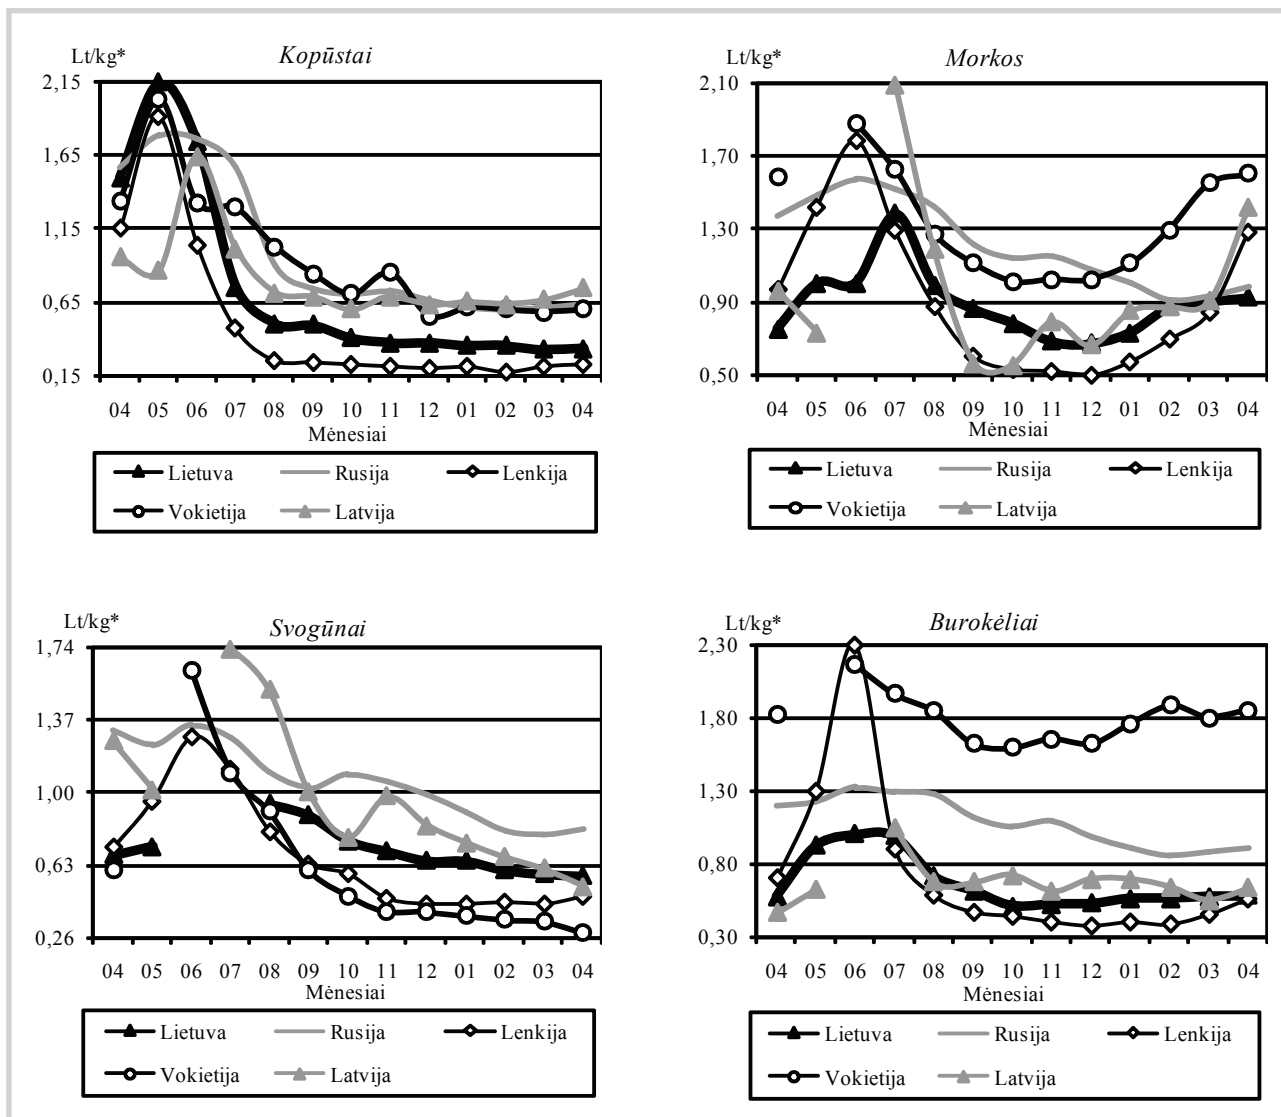 Lt/kg*
Kopūstai
2,15
1,65
1,15
0,65
0,15
04 05 06 07 08 09 10 11 12 01 02 03 04
Mėnesiai
Lietuva Rusija Lenkija
Vokietija Latvija
Lt/kg*
Morkos
2,10
1,70
1,30
0,90
0,50
04 05 06 07 08 09 10 11 12 01 02 03 04
Mėnesiai
Lietuva Rusija Lenkija
Vokietija Latvija
Lt/kg*
Svogūnai
1,74
1,37
1,00
0,63
0,26
04 05 06 07 08 09 10 11 12 01 02 03 04
Mėnesiai
Lietuva Rusija Lenkija
Vokietija Latvija
Lt/kg*
Burokėliai
2,30
1,80
1,30
0,80
0,30
04 05 06 07 08 09 10 11 12 01 02 03 04
Mėnesiai
Lietuva Rusija Lenkija
Vokietija Latvija